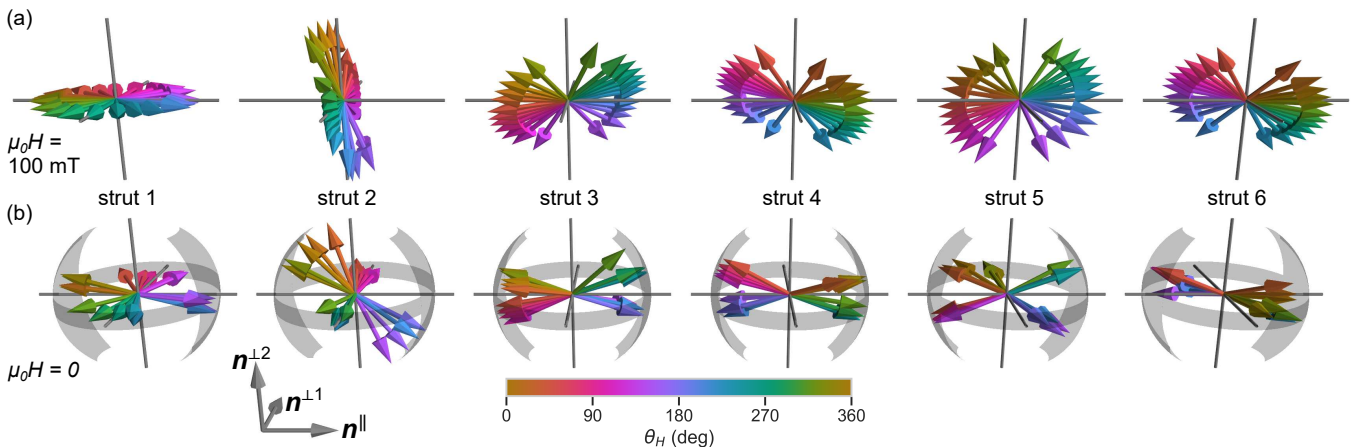 (a)
μ₀H =
100 mT
strut 1 strut 2 strut 3 strut 4 strut 5 strut 6
(b)
μ₀H = 0
n⊥2
n⊥1
n∥
0 90 180 270 360
θH (deg)